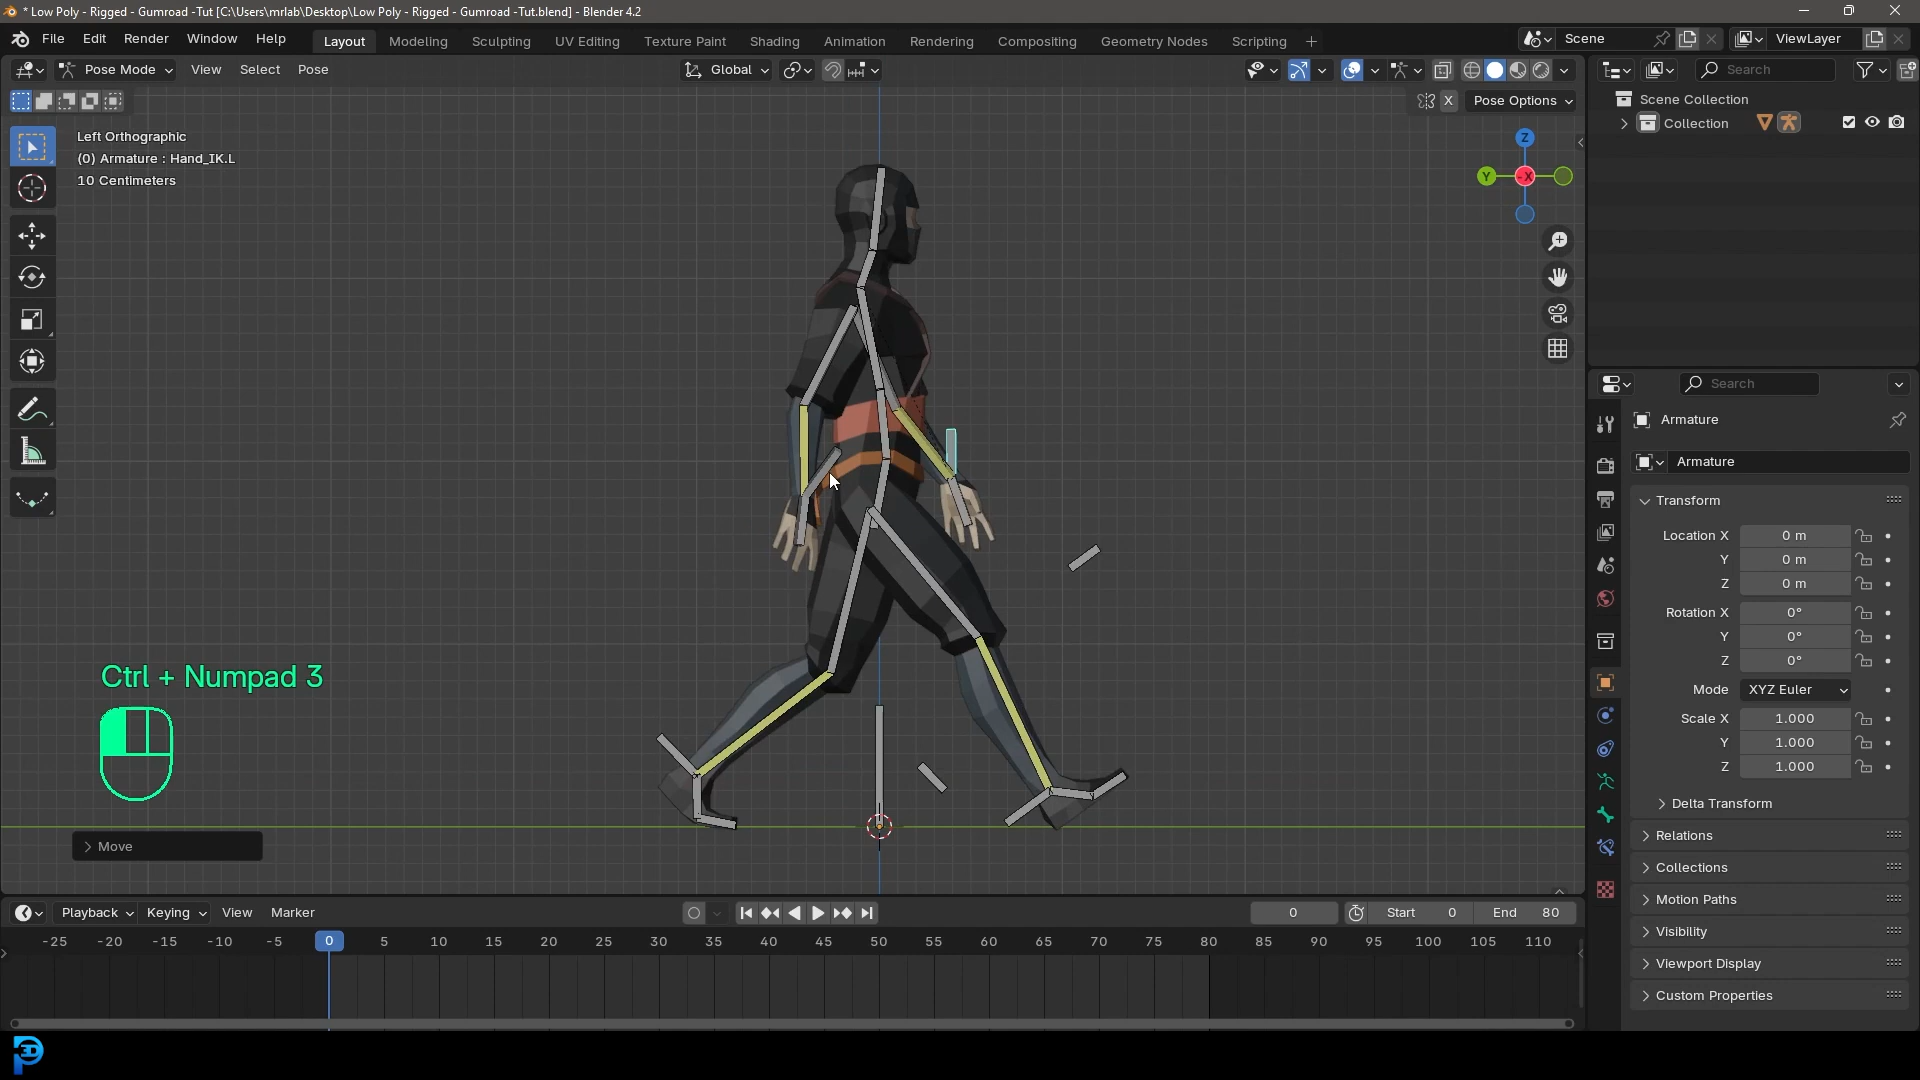 * Low Poly - Rigged - Gumroad -Tut [C:\Users\mrlab\Desktop\Low Poly - Rigged - Gumroad -Tut.blend] - Blender 4.2
File Edit Render Window Help Layout Modeling Sculpting UV Editing Texture Paint Shading Animation Rendering Compositing Geometry Nodes Scripting + Scene ViewLayer
Pose Mode View Select Pose Global Search
X Pose Options
Scene Collection
Collection
Left Orthographic
(0) Armature : Hand_IK.L
10 Centimeters
Z
Y
-X
Search
Armature
Armature
Transform
Location X 0 m
Y 0 m
Z 0 m
Rotation X 0°
Y 0°
Z 0°
Mode XYZ Euler
Scale X 1.000
Y 1.000
Z 1.000
Delta Transform
Relations
Collections
Motion Paths
Visibility
Viewport Display
Custom Properties
Ctrl + Numpad 3
Move
Playback Keying View Marker 0 Start 0 End 80
-25 -20 -15 -10 -5 0 5 10 15 20 25 30 35 40 45 50 55 60 65 70 75 80 85 90 95 100 105 110